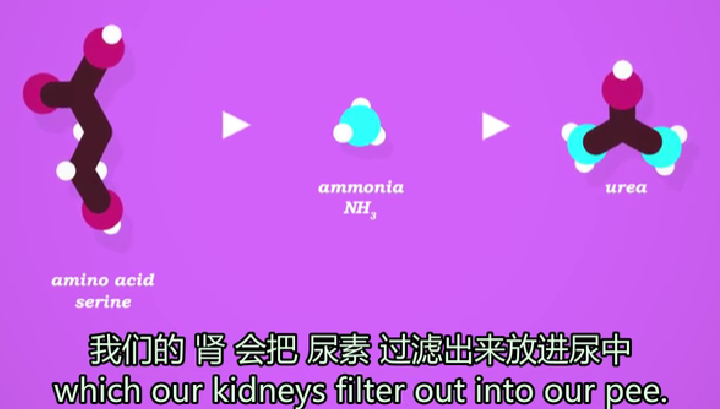 ammonia
NH₃
urea
amino acid
serine
我们的 肾 会把 尿素 过滤出来放进尿中
which our kidneys filter out into our pee.